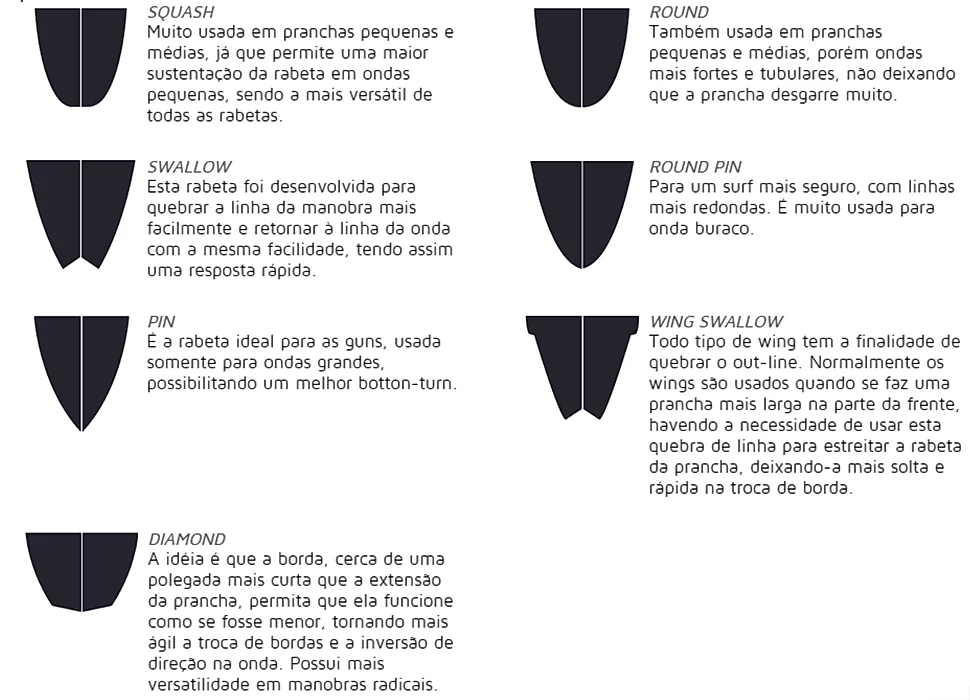 SQUASH
Muito usada em pranchas pequenas e
médias, já que permite uma maior
sustentação da rabeta em ondas
pequenas, sendo a mais versátil de
todas as rabetas.
ROUND
Também usada em pranchas
pequenas e médias, porém ondas
mais fortes e tubulares, não deixando
que a prancha desgarre muito.
SWALLOW
Esta rabeta foi desenvolvida para
quebrar a linha da manobra mais
facilmente e retornar à linha da onda
com a mesma facilidade, tendo assim
uma resposta rápida.
ROUND PIN
Para um surf mais seguro, com linhas
mais redondas. É muito usada para
onda buraco.
PIN
É a rabeta ideal para as guns, usada
somente para ondas grandes,
possibilitando um melhor botton-turn.
WING SWALLOW
Todo tipo de wing tem a finalidade de
quebrar o out-line. Normalmente os
wings são usados quando se faz uma
prancha mais larga na parte da frente,
havendo a necessidade de usar esta
quebra de linha para estreitar a rabeta
da prancha, deixando-a mais solta e
rápida na troca de borda.
DIAMOND
A idéia é que a borda, cerca de uma
polegada mais curta que a extensão
da prancha, permita que ela funcione
como se fosse menor, tornando mais
ágil a troca de bordas e a inversão de
direção na onda. Possui mais
versatilidade em manobras radicais.